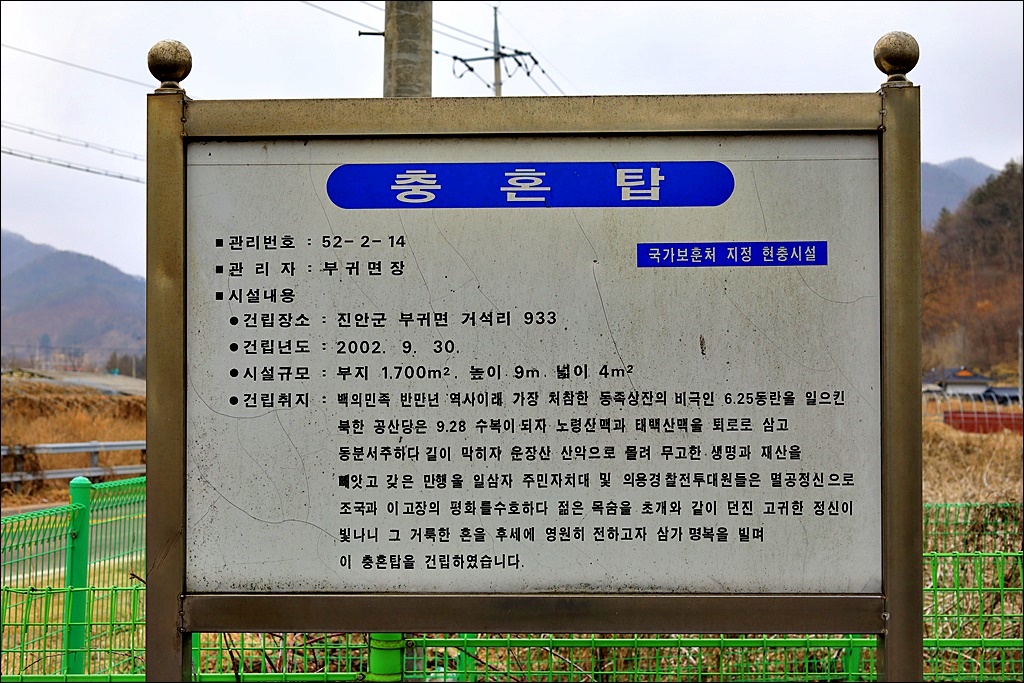 충 혼 탑
■ 관리번호 : 52-2-14
국가보훈처 지정 현충시설
■ 관 리 자 : 부귀면장
■ 시설내용
● 건립장소 : 진안군 부귀면 거석리 933
● 건립년도 : 2002. 9. 30.
● 시설규모 : 부지 1.700m². 높이 9m. 넓이 4m²
● 건립취지 : 백의민족 반만년 역사이래 가장 처참한 동족상잔의 비극인 6.25동란을 일으킨
북한 공산당은 9.28 수복이 되자 노령산맥과 태백산맥을 퇴로로 삼고
동분서주하다 길이 막히자 운장산 산악으로 몰려 무고한 생명과 재산을
빼앗고 갖은 만행을 일삼자 주민자치대 및 의용경찰전투대원등은 멸공정신으로
조국과 이고장의 평화를수호하다 젊은 목숨을 초개와 같이 던진 고귀한 정신이
빛나니 그 거룩한 혼을 후세에 영원히 전하고자 삼가 명복을 빌며
이 충혼탑을 건립하였습니다.